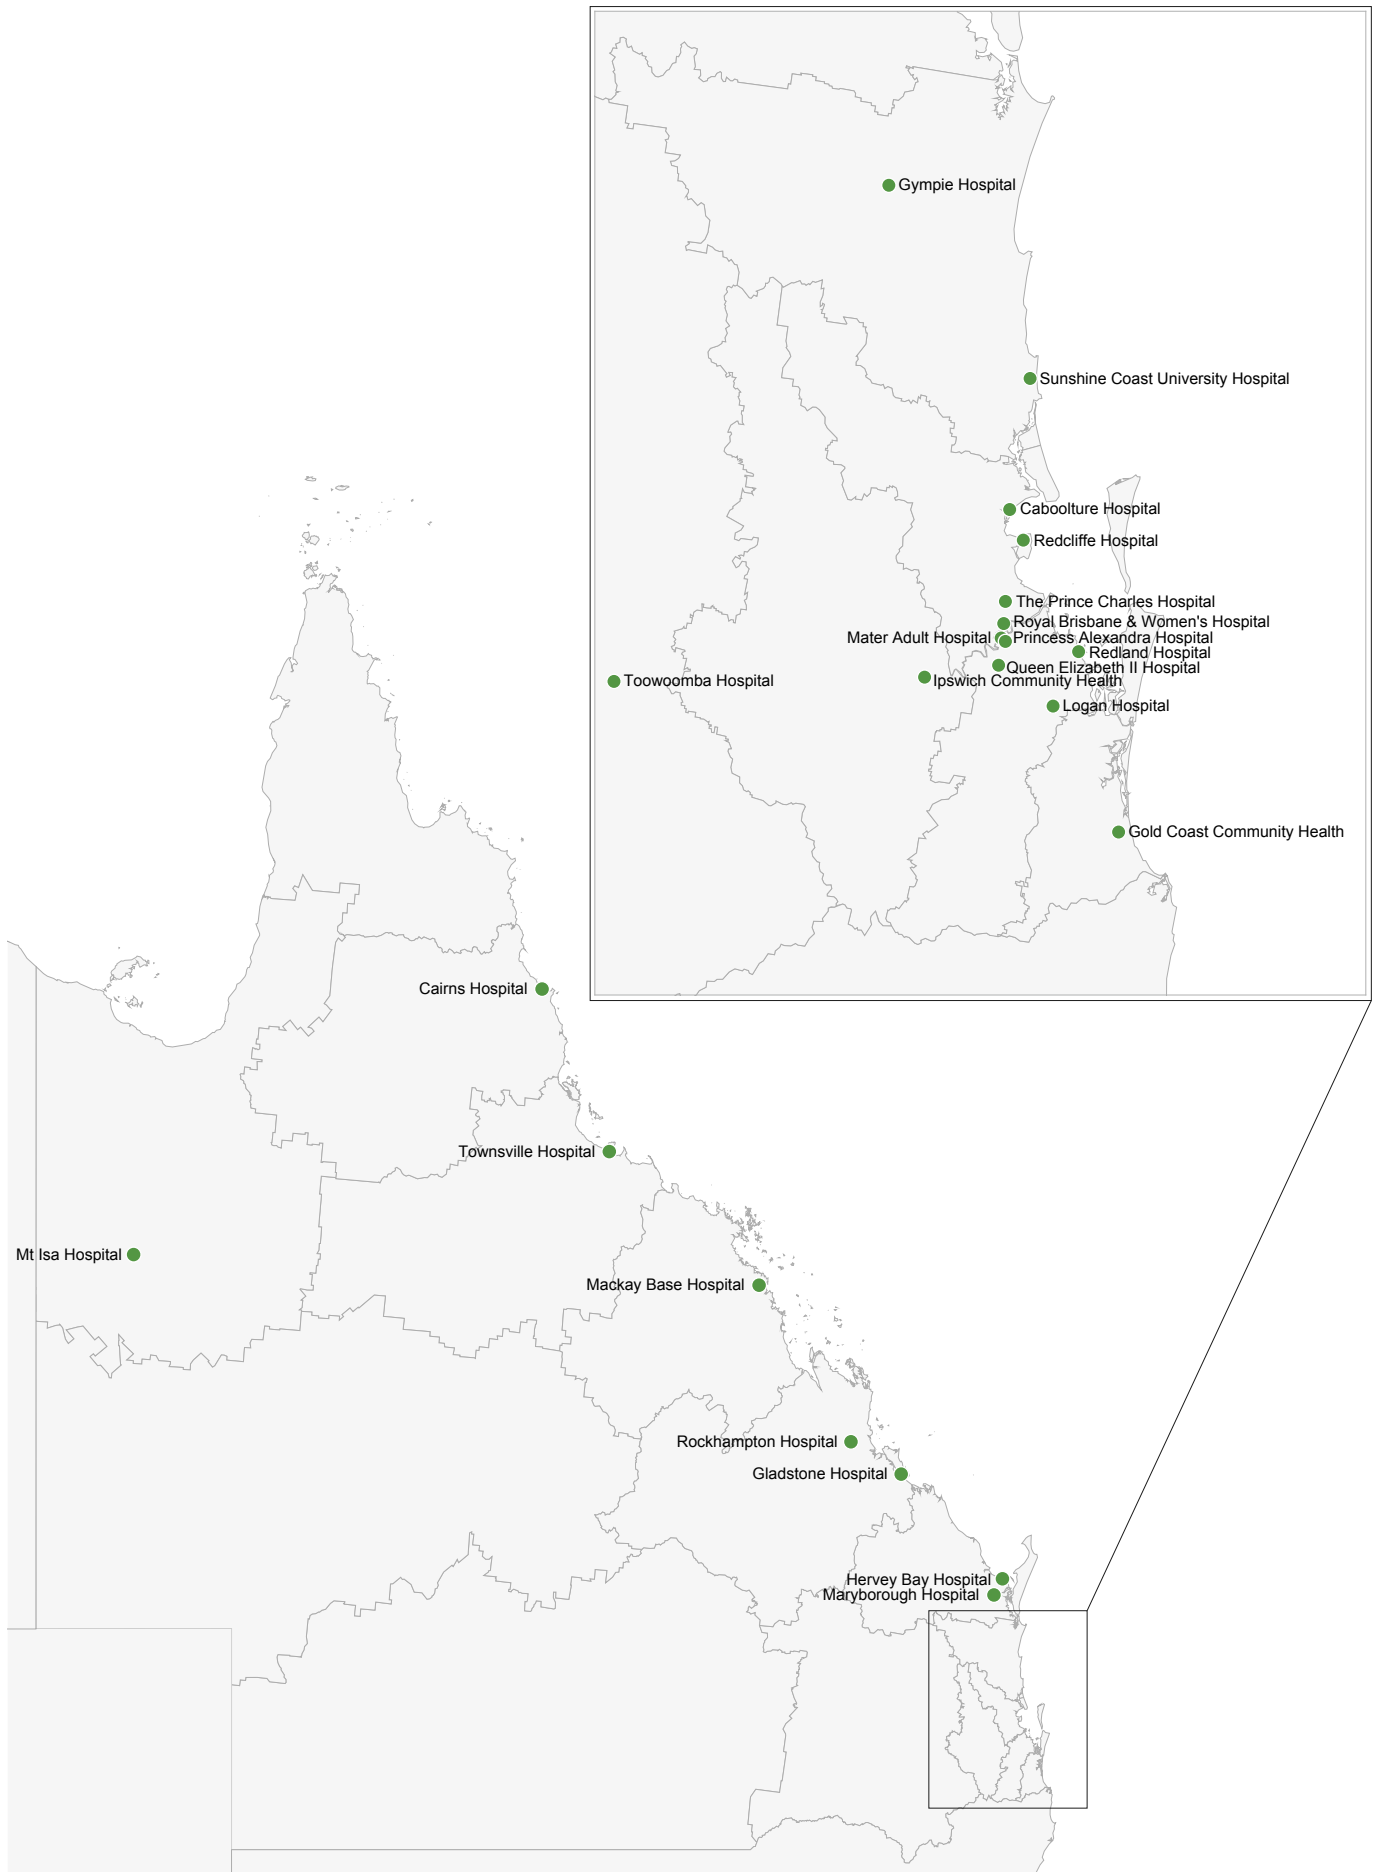 Gympie Hospital
Sunshine Coast University Hospital
Caboolture Hospital
Redcliffe Hospital
The Prince Charles Hospital
Royal Brisbane & Women's Hospital
Mater Adult Hospital
Princess Alexandra Hospital
Redland Hospital
Queen Elizabeth II Hospital
Ipswich Community Health
Toowoomba Hospital
Logan Hospital
Gold Coast Community Health
Cairns Hospital
Townsville Hospital
Mt Isa Hospital
Mackay Base Hospital
Rockhampton Hospital
Gladstone Hospital
Hervey Bay Hospital
Maryborough Hospital